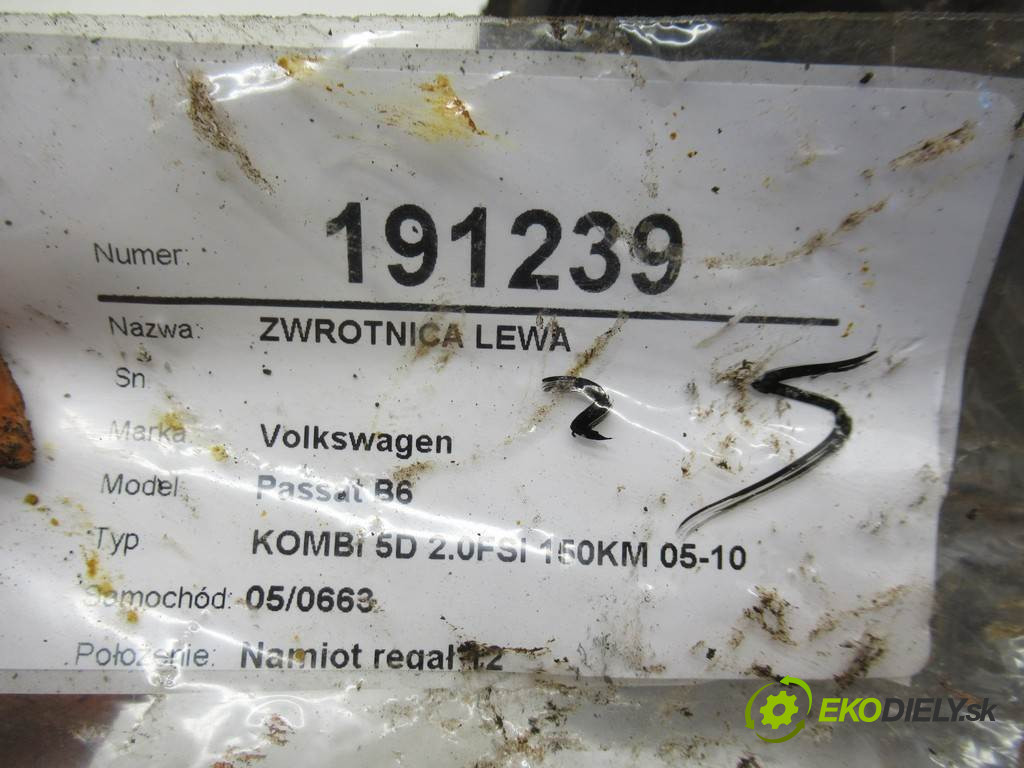 Numer: 191239
Nazwa: ZWROTNICA LEWA
Sn
Marka Volkswagen
Model Passat B6
Typ KOMBI 5D 2.0FSI 150KM 05-10
Samochód: 05/0663
Położenie: Namiot regał 12
EKODIELY.sk